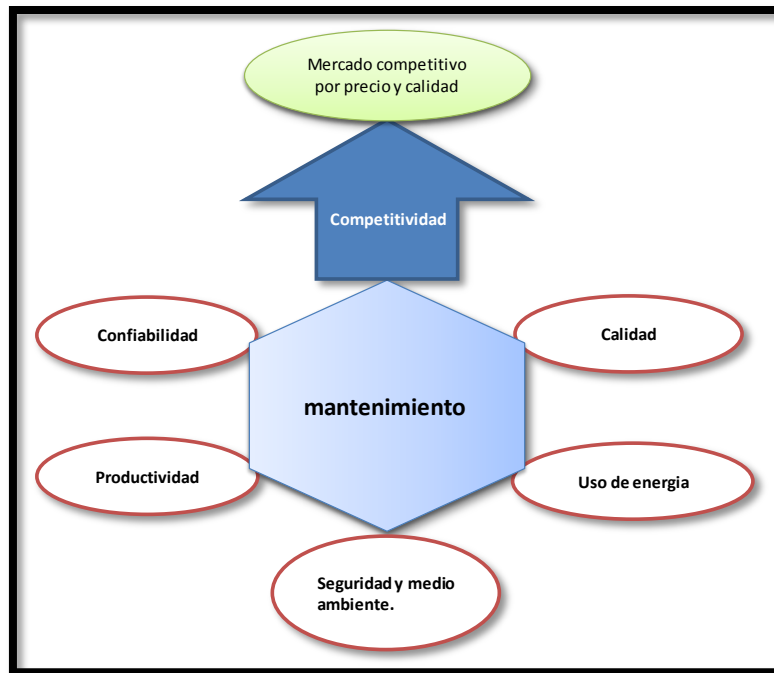 Mercado competitivo
por precio y calidad
Competitividad
Confiabilidad
Calidad
mantenimiento
Productividad
Uso de energia
Seguridad y medio
ambiente.